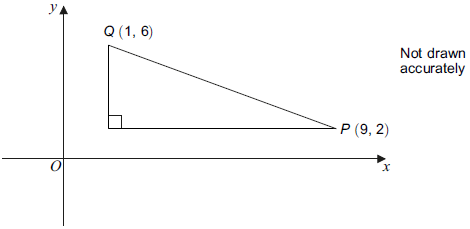 y
Q (1, 6)
Not drawn
accurately
P (9, 2)
O
x